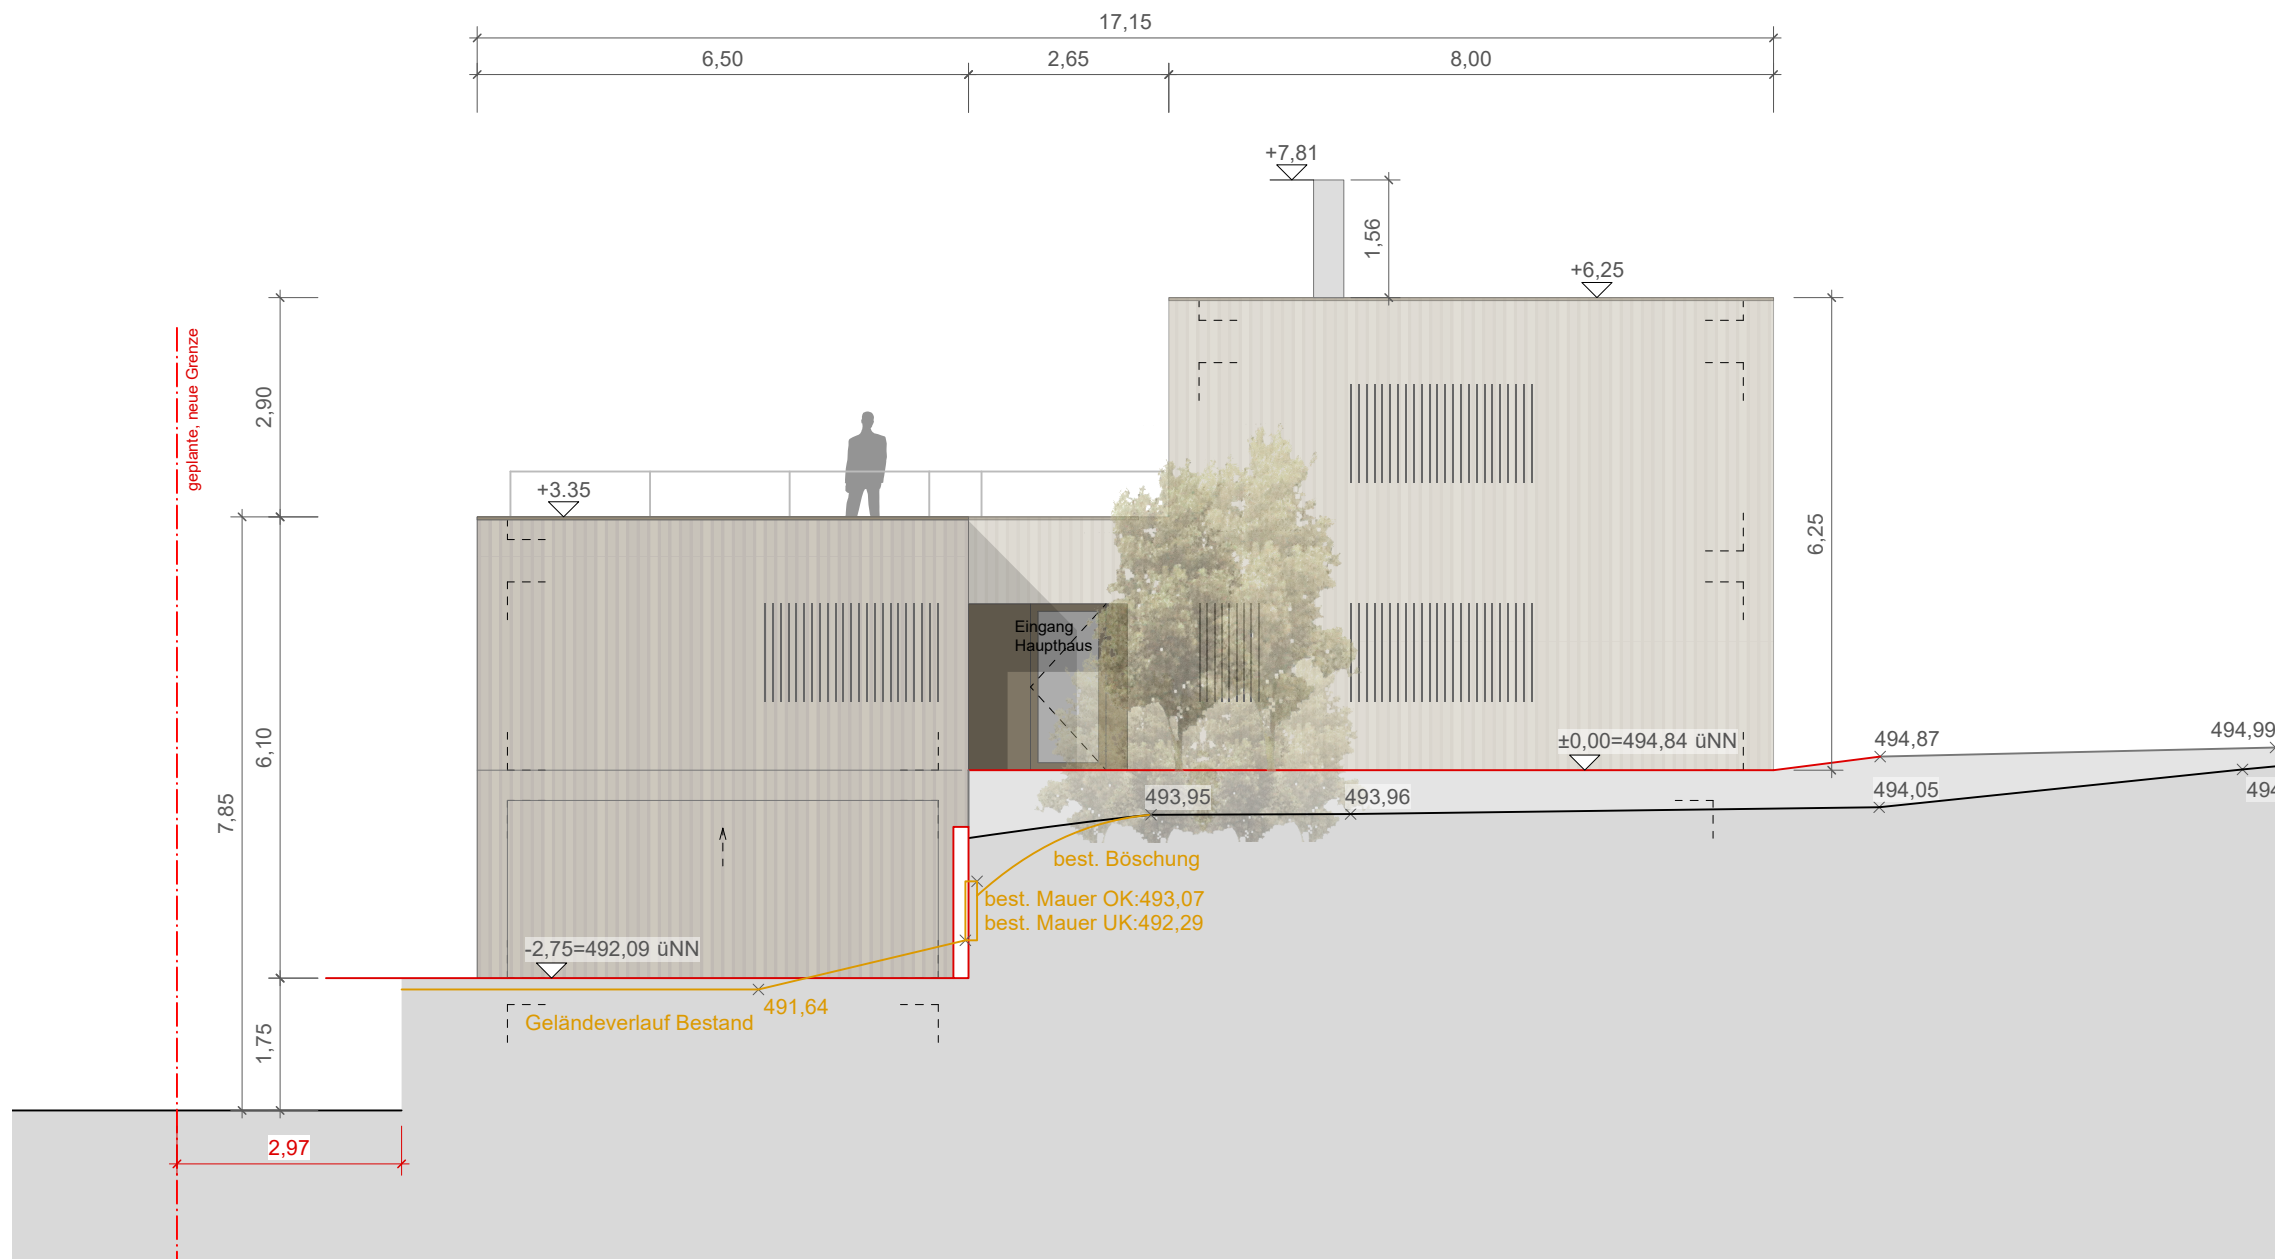 17,15
6,50
2,65
8,00
+7,81
1,56
+6,25
geplante, neue Grenze
2,90
+3.35
6,25
Eingang
Haupthaus
6,10
7,85
±0,00=494,84 üNN
494,87
494,99
493,95
493,96
494,05
494
best. Böschung
best. Mauer OK:493,07
best. Mauer UK:492,29
-2,75=492,09 üNN
491,64
Geländeverlauf Bestand
1,75
2,97